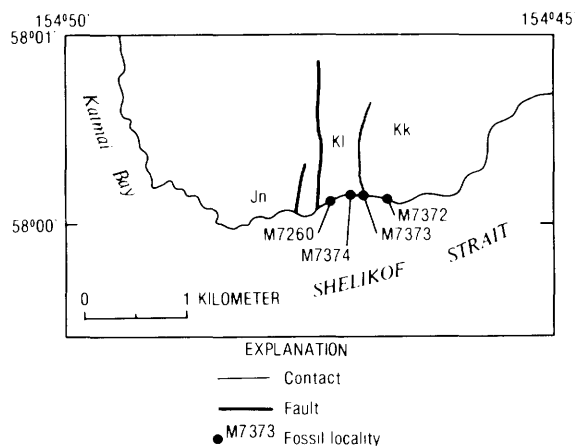 154°50'
154°45'
58°01'
Katmai
Bay
Kl
Kk
Jn
58°00'
M7260
M7374
M7373
M7372
SHELIKOF STRAIT
0 1 KILOMETER
EXPLANATION
Contact
Fault
M7373 Fossil locality